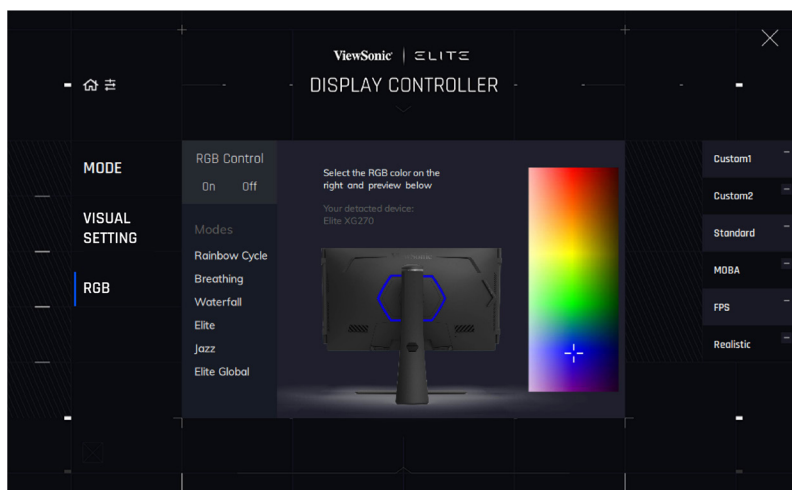 ViewSonic ELITE
DISPLAY CONTROLLER
MODE
VISUAL
SETTING
RGB
RGB Control
On Off
Modes
Rainbow Cycle
Breathing
Waterfall
Elite
Jazz
Elite Global
Select the RGB color on the
right and preview below
Your detacted device:
Elite XG270
Custom1
Custom2
Standard
MOBA
FPS
Realistic